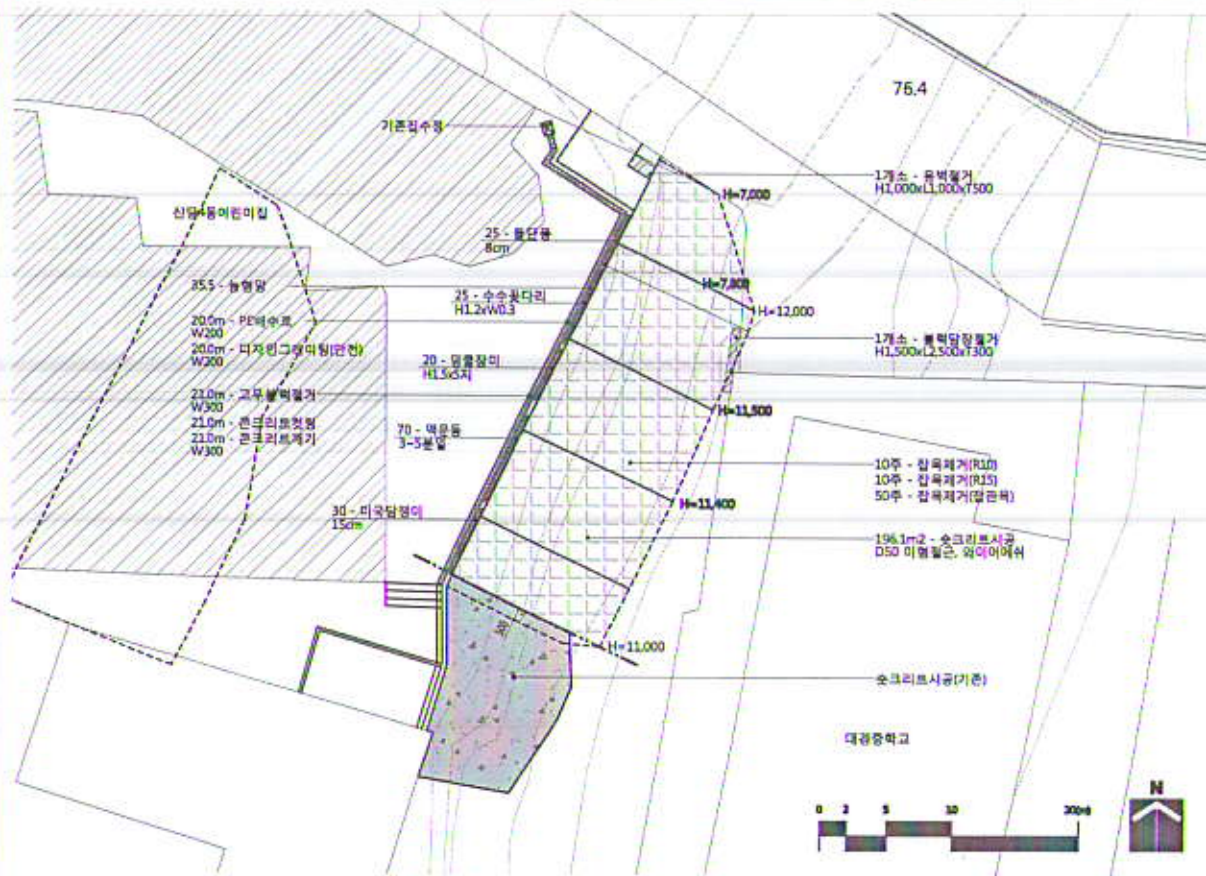 76.4
기존집수정
1개소 - 옹벽철거
H1,000xL1,000xT500
H=7,000
신당4동어린이집
25 - 돌단풍
8cm
35.5 - 능형망
25 - 수수꽃다리
H1.2xW0.3
H=7,800
H=12,000
20.0m - PE배수로
W200
20.0m - 디자인그레이팅(안전)
W200
1개소 - 블럭담장철거
H1,500xL2,500xT300
20 - 덩굴장미
H1.5x5지
21.0m - 고무블럭철거
W300
21.0m - 콘크리트컷팅
21.0m - 콘크리트깨기
W300
70 - 맥문동
3~5분얼
H=11,500
10주 - 잡목제거(R10)
10주 - 잡목제거(R15)
50주 - 잡목제거(잡관목)
H=11,400
30 - 미국담쟁이
15cm
196.1m2 - 숏크리트시공
D50 이형철근, 와이어메쉬
H=11,000
숏크리트시공(기존)
대경중학교
0 2 5 10 20(m)
N